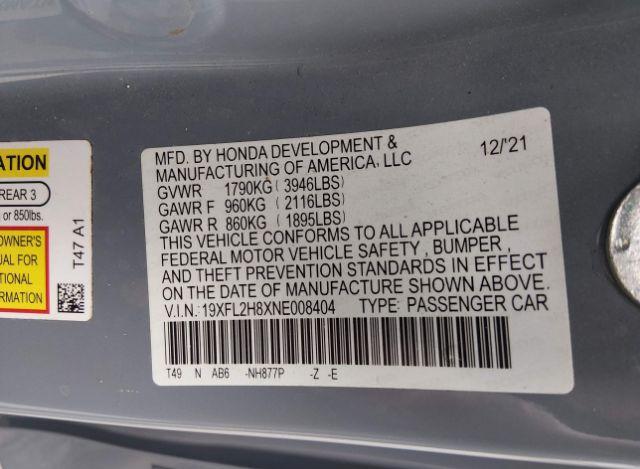 MFD. BY HONDA DEVELOPMENT & MANUFACTURING OF AMERICA, LLC 12/'21
GVWR 1790KG (3946LBS)
GAWR F 960KG (2116LBS)
GAWR R 860KG (1895LBS)
THIS VEHICLE CONFORMS TO ALL APPLICABLE
FEDERAL MOTOR VEHICLE SAFETY, BUMPER,
AND THEFT PREVENTION STANDARDS IN EFFECT
ON THE DATE OF MANUFACTURE SHOWN ABOVE.
V.I.N.: 19XFL2H8XNE008404 TYPE: PASSENGER CAR
T49 N AB6 -NH877P -Z -E
ATION
REAR 3
or 850lbs.
OWNER'S
UAL FOR
TIONAL
ORMATION
T47 A1